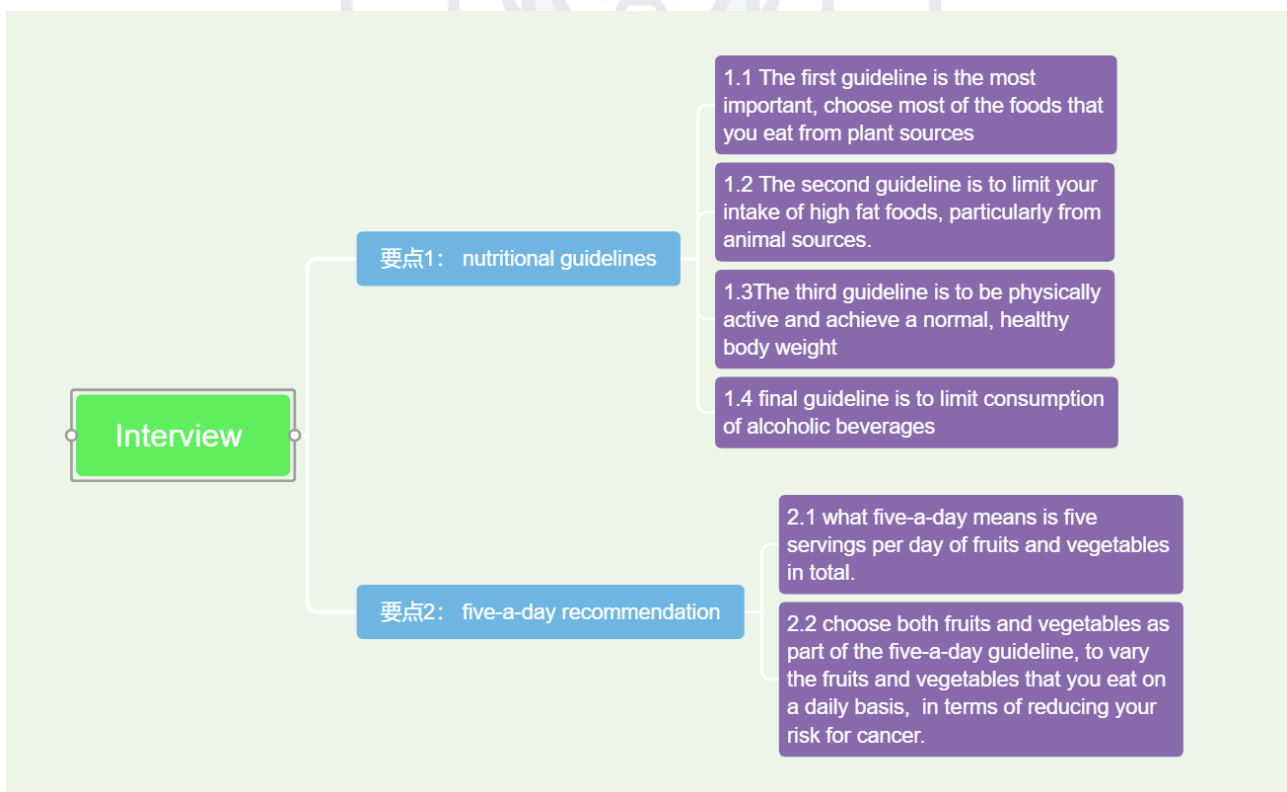 Interview
要点1： nutritional guidelines
1.1 The first guideline is the most
important, choose most of the foods that
you eat from plant sources
1.2 The second guideline is to limit your
intake of high fat foods, particularly from
animal sources.
1.3The third guideline is to be physically
active and achieve a normal, healthy
body weight
1.4 final guideline is to limit consumption
of alcoholic beverages
要点2： five-a-day recommendation
2.1 what five-a-day means is five
servings per day of fruits and vegetables
in total.
2.2 choose both fruits and vegetables as
part of the five-a-day guideline, to vary
the fruits and vegetables that you eat on
a daily basis,  in terms of reducing your
risk for cancer.